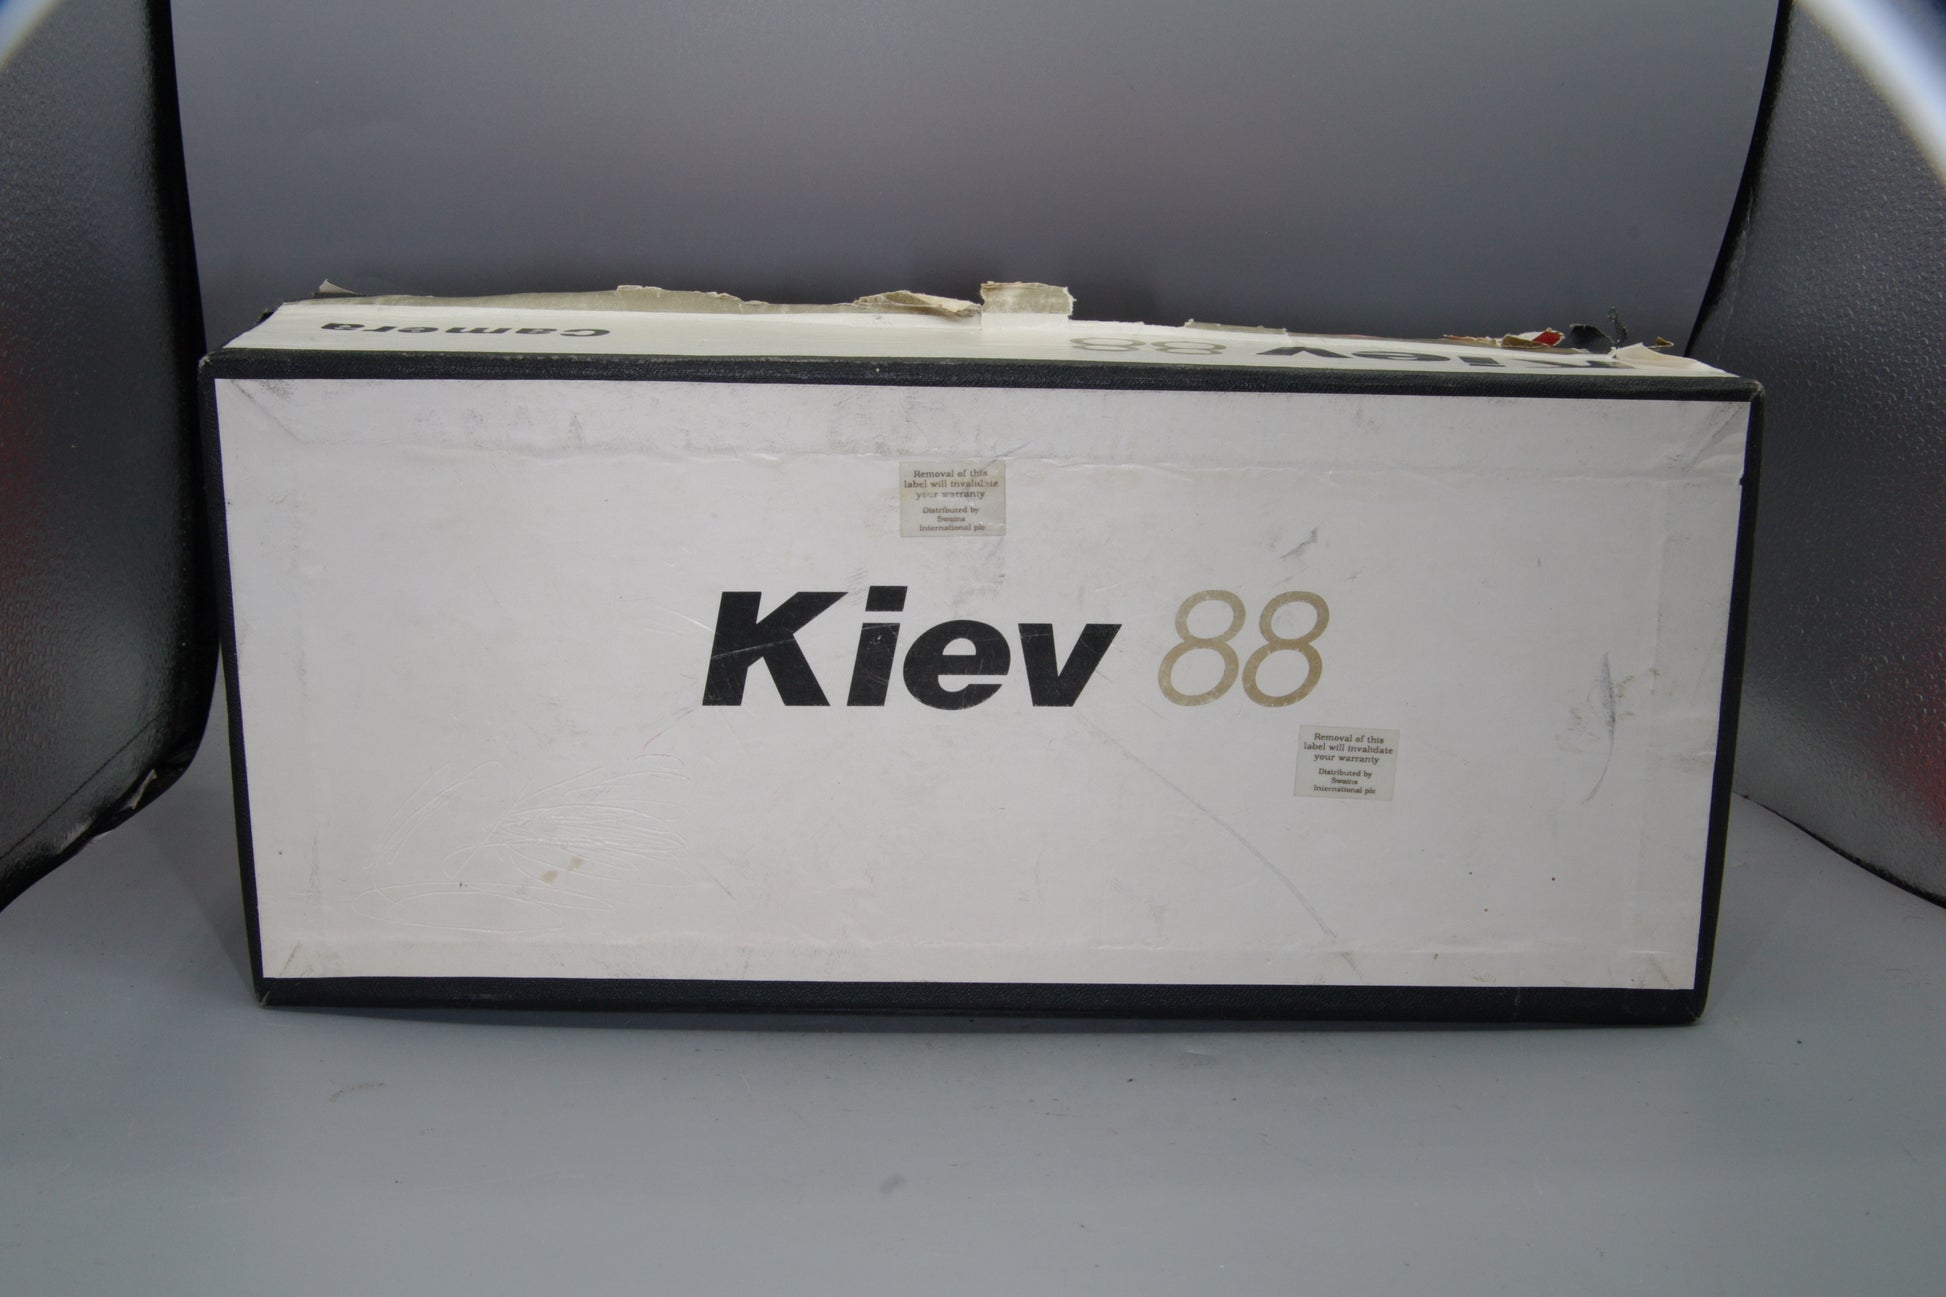 Camera
Kiev 88
Removal of this
label will invalidate
your warranty
Distributed by
Swains
International plc
Kiev 88
Removal of this
label will invalidate
your warranty
Distributed by
Swains
International plc